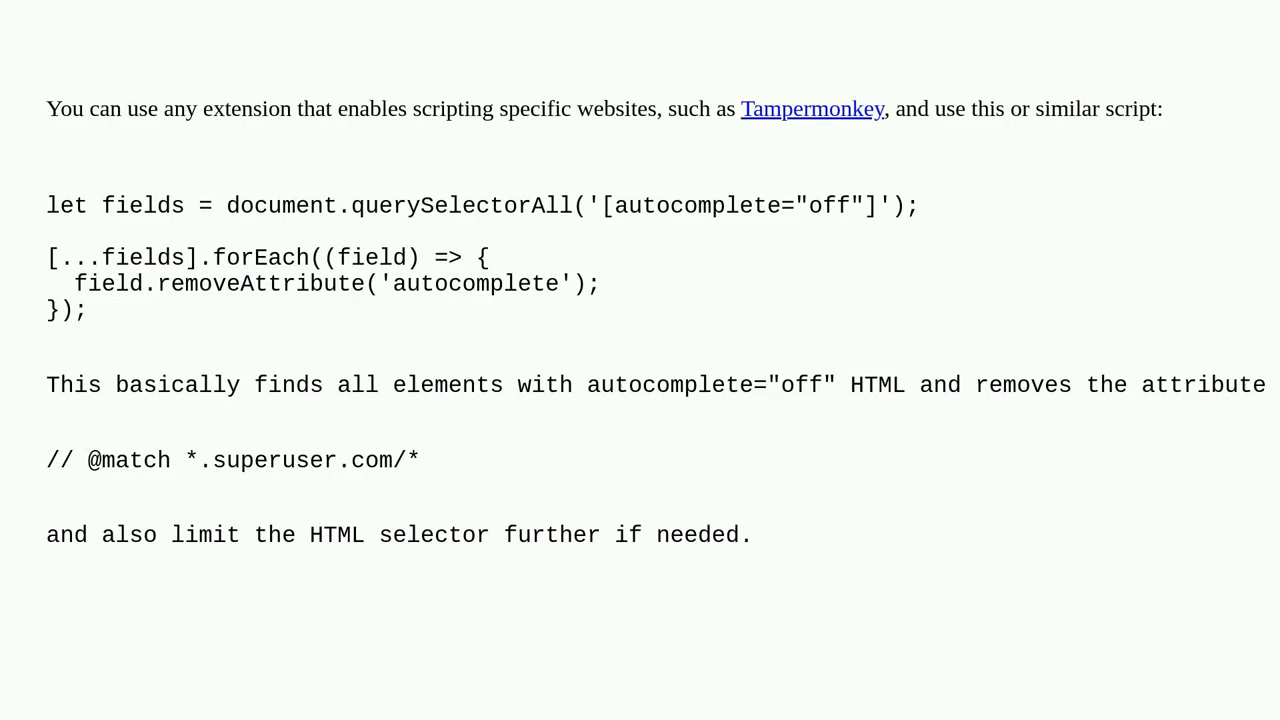 You can use any extension that enables scripting specific websites, such as Tampermonkey, and use this or similar script:
let fields = document.querySelectorAll('[autocomplete="off"]');
[...fields].forEach((field) => {
  field.removeAttribute('autocomplete');
});
This basically finds all elements with autocomplete="off" HTML and removes the attribute
// @match *.superuser.com/*
and also limit the HTML selector further if needed.